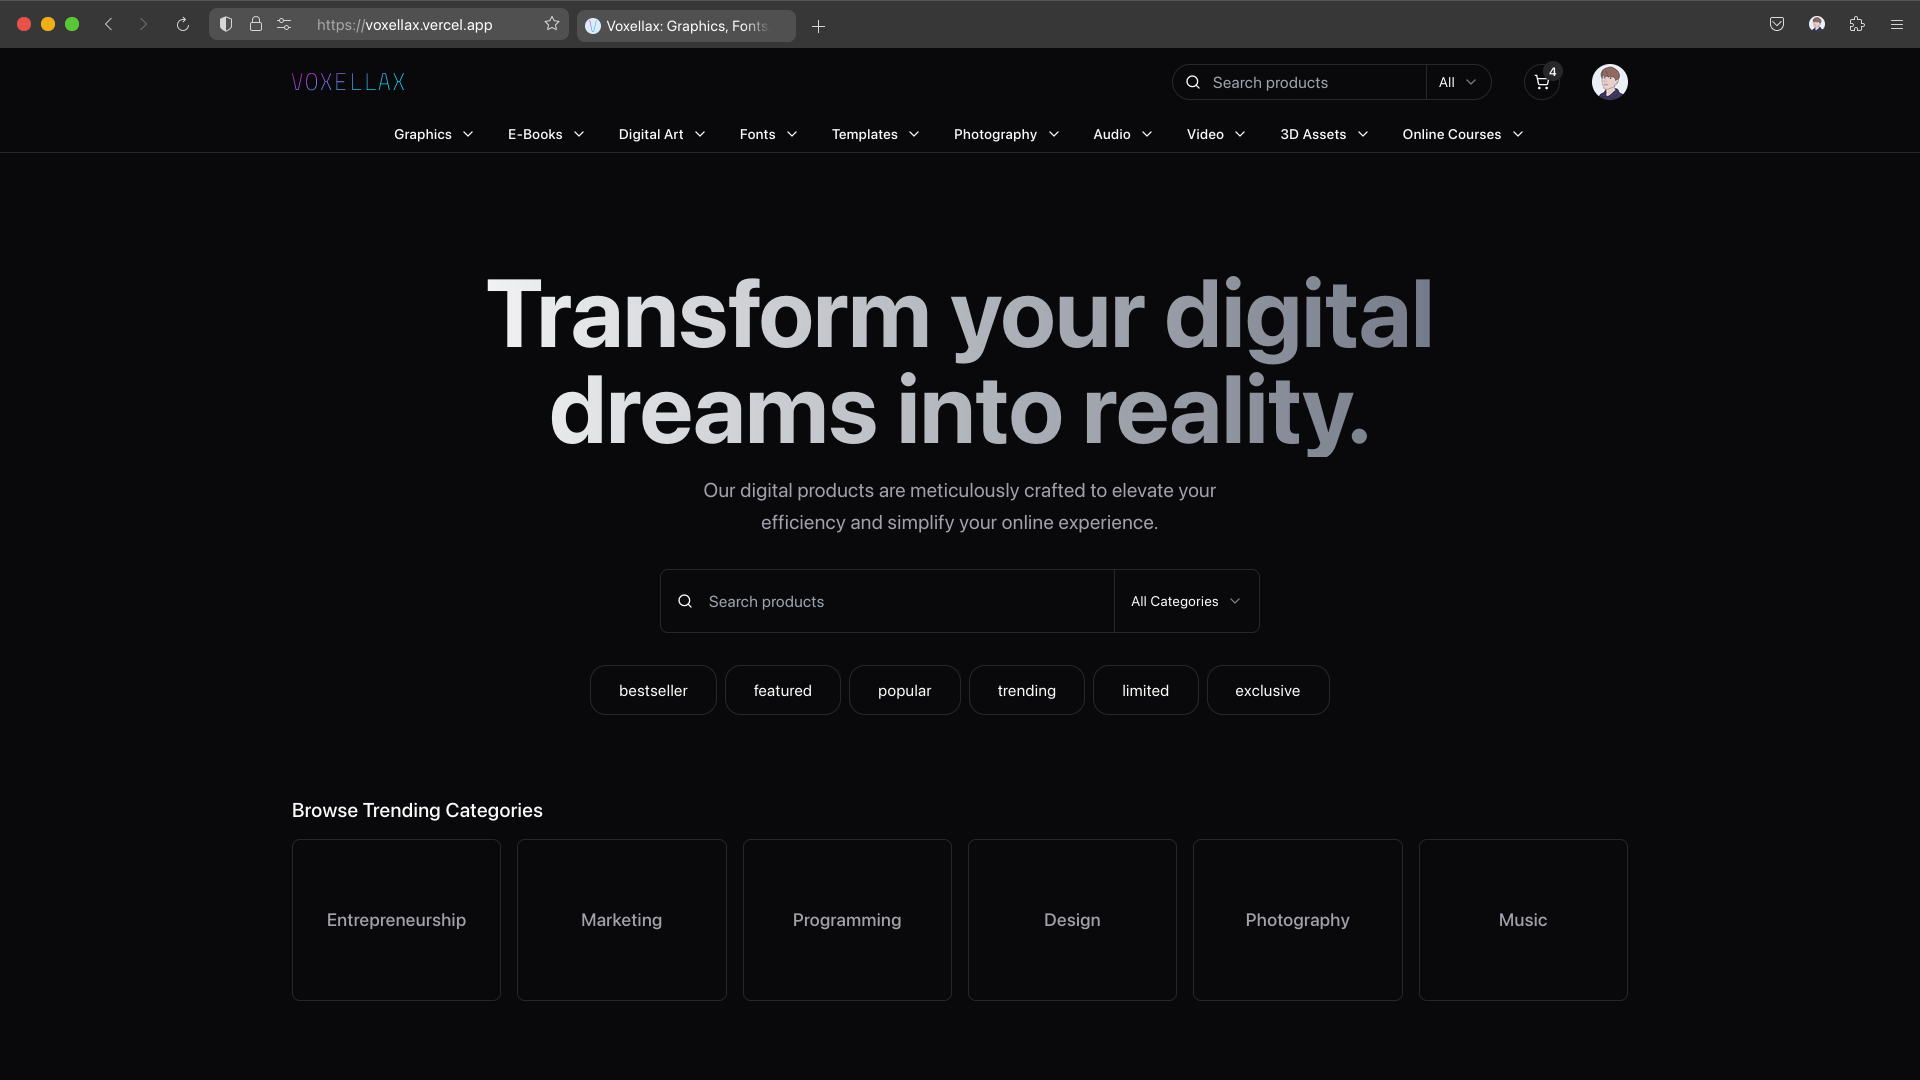 https://voxellax.vercel.app
Voxellax: Graphics, Fonts
VOXELLAX
Search products
All
4
Graphics
E-Books
Digital Art
Fonts
Templates
Photography
Audio
Video
3D Assets
Online Courses
Transform your digital
dreams into reality.
Our digital products are meticulously crafted to elevate your
efficiency and simplify your online experience.
Search products
All Categories
bestseller
featured
popular
trending
limited
exclusive
Browse Trending Categories
Entrepreneurship
Marketing
Programming
Design
Photography
Music